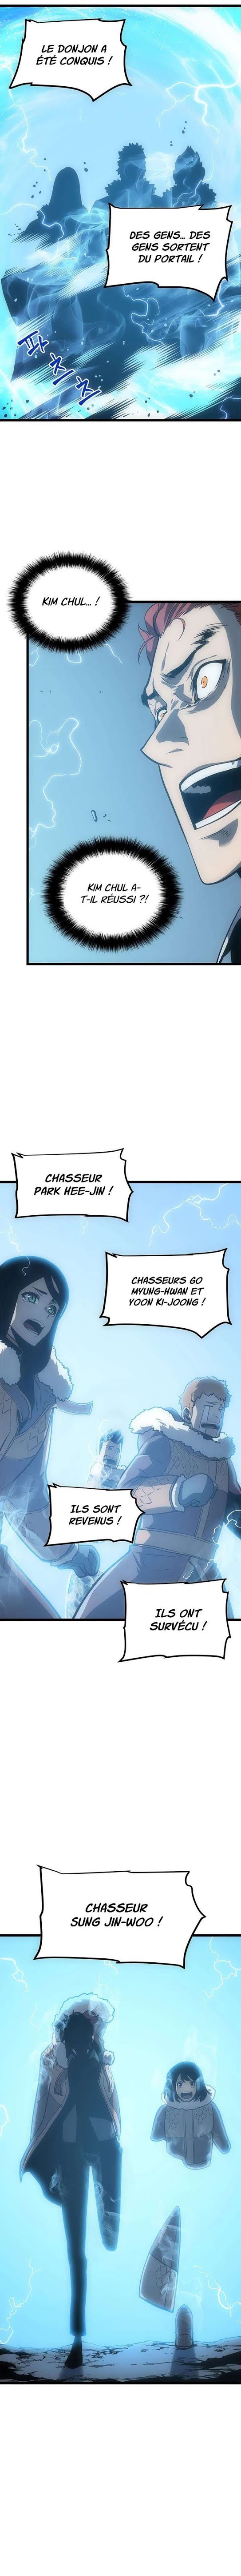 LE DONJON A
ÉTÉ CONQUIS !
DES GENS... DES
GENS SORTENT
DU PORTAIL !
KIM CHUL... !
KIM CHUL A-
T-IL RÉUSSI ?!
CHASSEUR
PARK HEE-JIN !
CHASSEURS GO
MYUNG-HWAN ET
YOON KI-JOONG !
ILS SONT
REVENUS !
ILS ONT
SURVÉCU !
CHASSEUR
SUNG JIN-WOO !